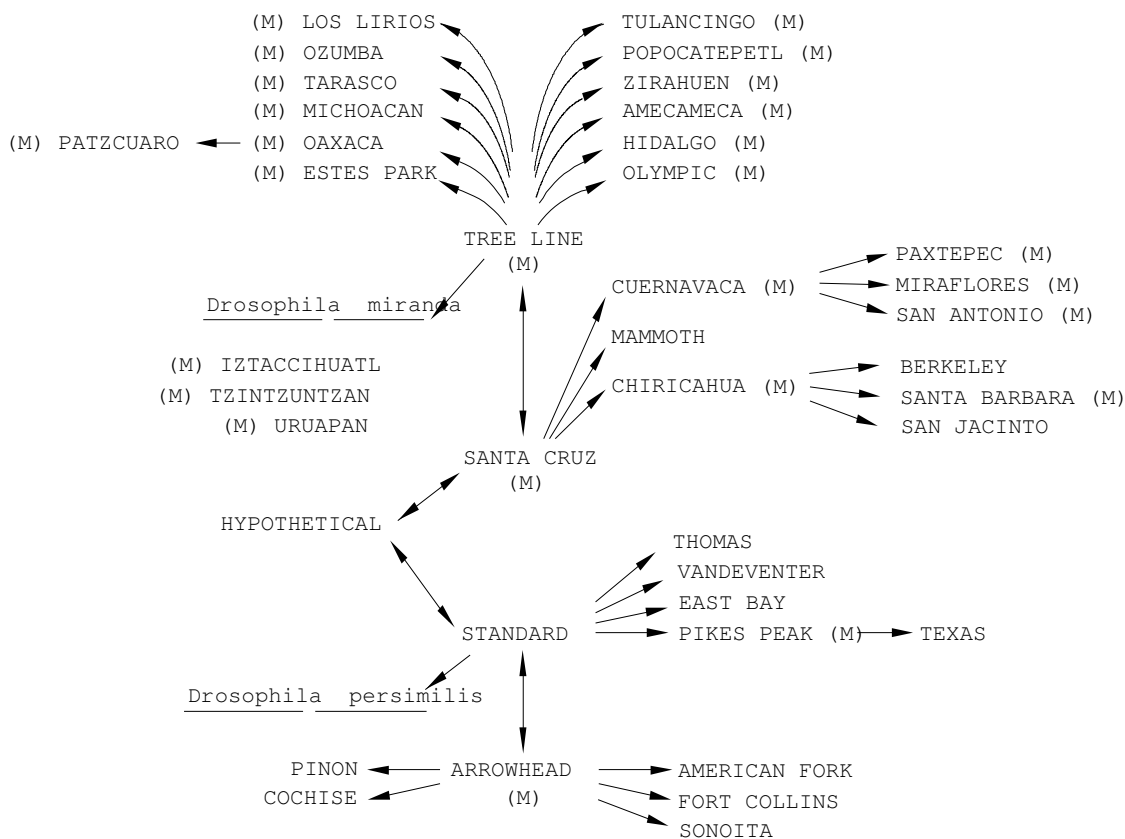 (M) LOS LIRIOS TULANCINGO (M)
(M) OZUMBA POPOCATEPETL (M)
(M) TARASCO ZIRAHUEN (M)
(M) MICHOACAN AMECAMECA (M)
(M) PATZCUARO (M) OAXACA HIDALGO (M)
(M) ESTES PARK OLYMPIC (M)
TREE LINE
(M)
PAXTEPEC (M)
CUERNAVACA (M) MIRAFLORES (M)
Drosophila miranda SAN ANTONIO (M)
MAMMOTH
(M) IZTACCIHUATL BERKELEY
CHIRICAHUA (M)
(M) TZINTZUNTZAN SANTA BARBARA (M)
(M) URUAPAN SAN JACINTO
SANTA CRUZ
(M)
HYPOTHETICAL
THOMAS
VANDEVENTER
EAST BAY
STANDARD PIKES PEAK (M) TEXAS
Drosophila persimilis
PINON ARROWHEAD AMERICAN FORK
COCHISE (M) FORT COLLINS
SONOITA